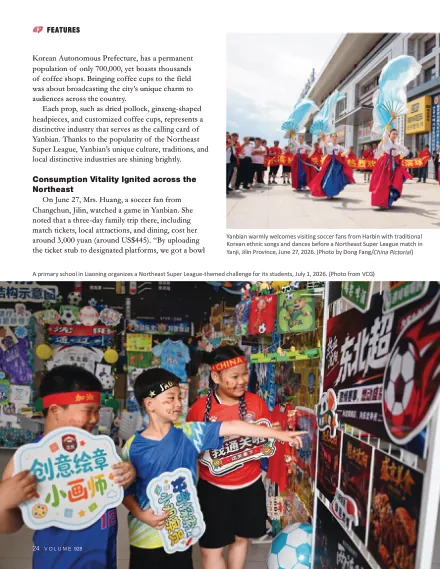 FEATURES
Korean Autonomous Prefecture, has a permanent
population of only 700,000, yet boasts thousands
of coffee shops. Bringing coffee cups to the field
was about broadcasting the city's unique charm to
audiences across the country.
Each prop, such as dried pollock, ginseng-shaped
headpieces, and customized coffee cups, represents a
distinctive industry that serves as the calling card of
Yanbian. Thanks to the popularity of the Northeast
Super League, Yanbian's unique culture, traditions, and
local distinctive industries are shining brightly.
Consumption Vitality Ignited across the
Northeast
On June 27, Mrs. Huang, a soccer fan from
Changchun, Jilin, watched a game in Yanbian. She
noted that a three-day family trip there, including
match tickets, local attractions, and dining, cost her
around 3,000 yuan (around US$445). “By uploading
the ticket stub to designated platforms, we got a bowl
Yanbian warmly welcomes visiting soccer fans from Harbin with traditional
Korean ethnic songs and dances before a Northeast Super League match in
Yanji, Jilin Province, June 27, 2026. (Photo by Dong Fang/China Pictorial)
A primary school in Liaoning organizes a Northeast Super League-themed challenge for its students, July 1, 2026. (Photo from VCG)
结构示意图
CHINA
加油
东北超
创意绘章
小画师
24 VOLUME 929